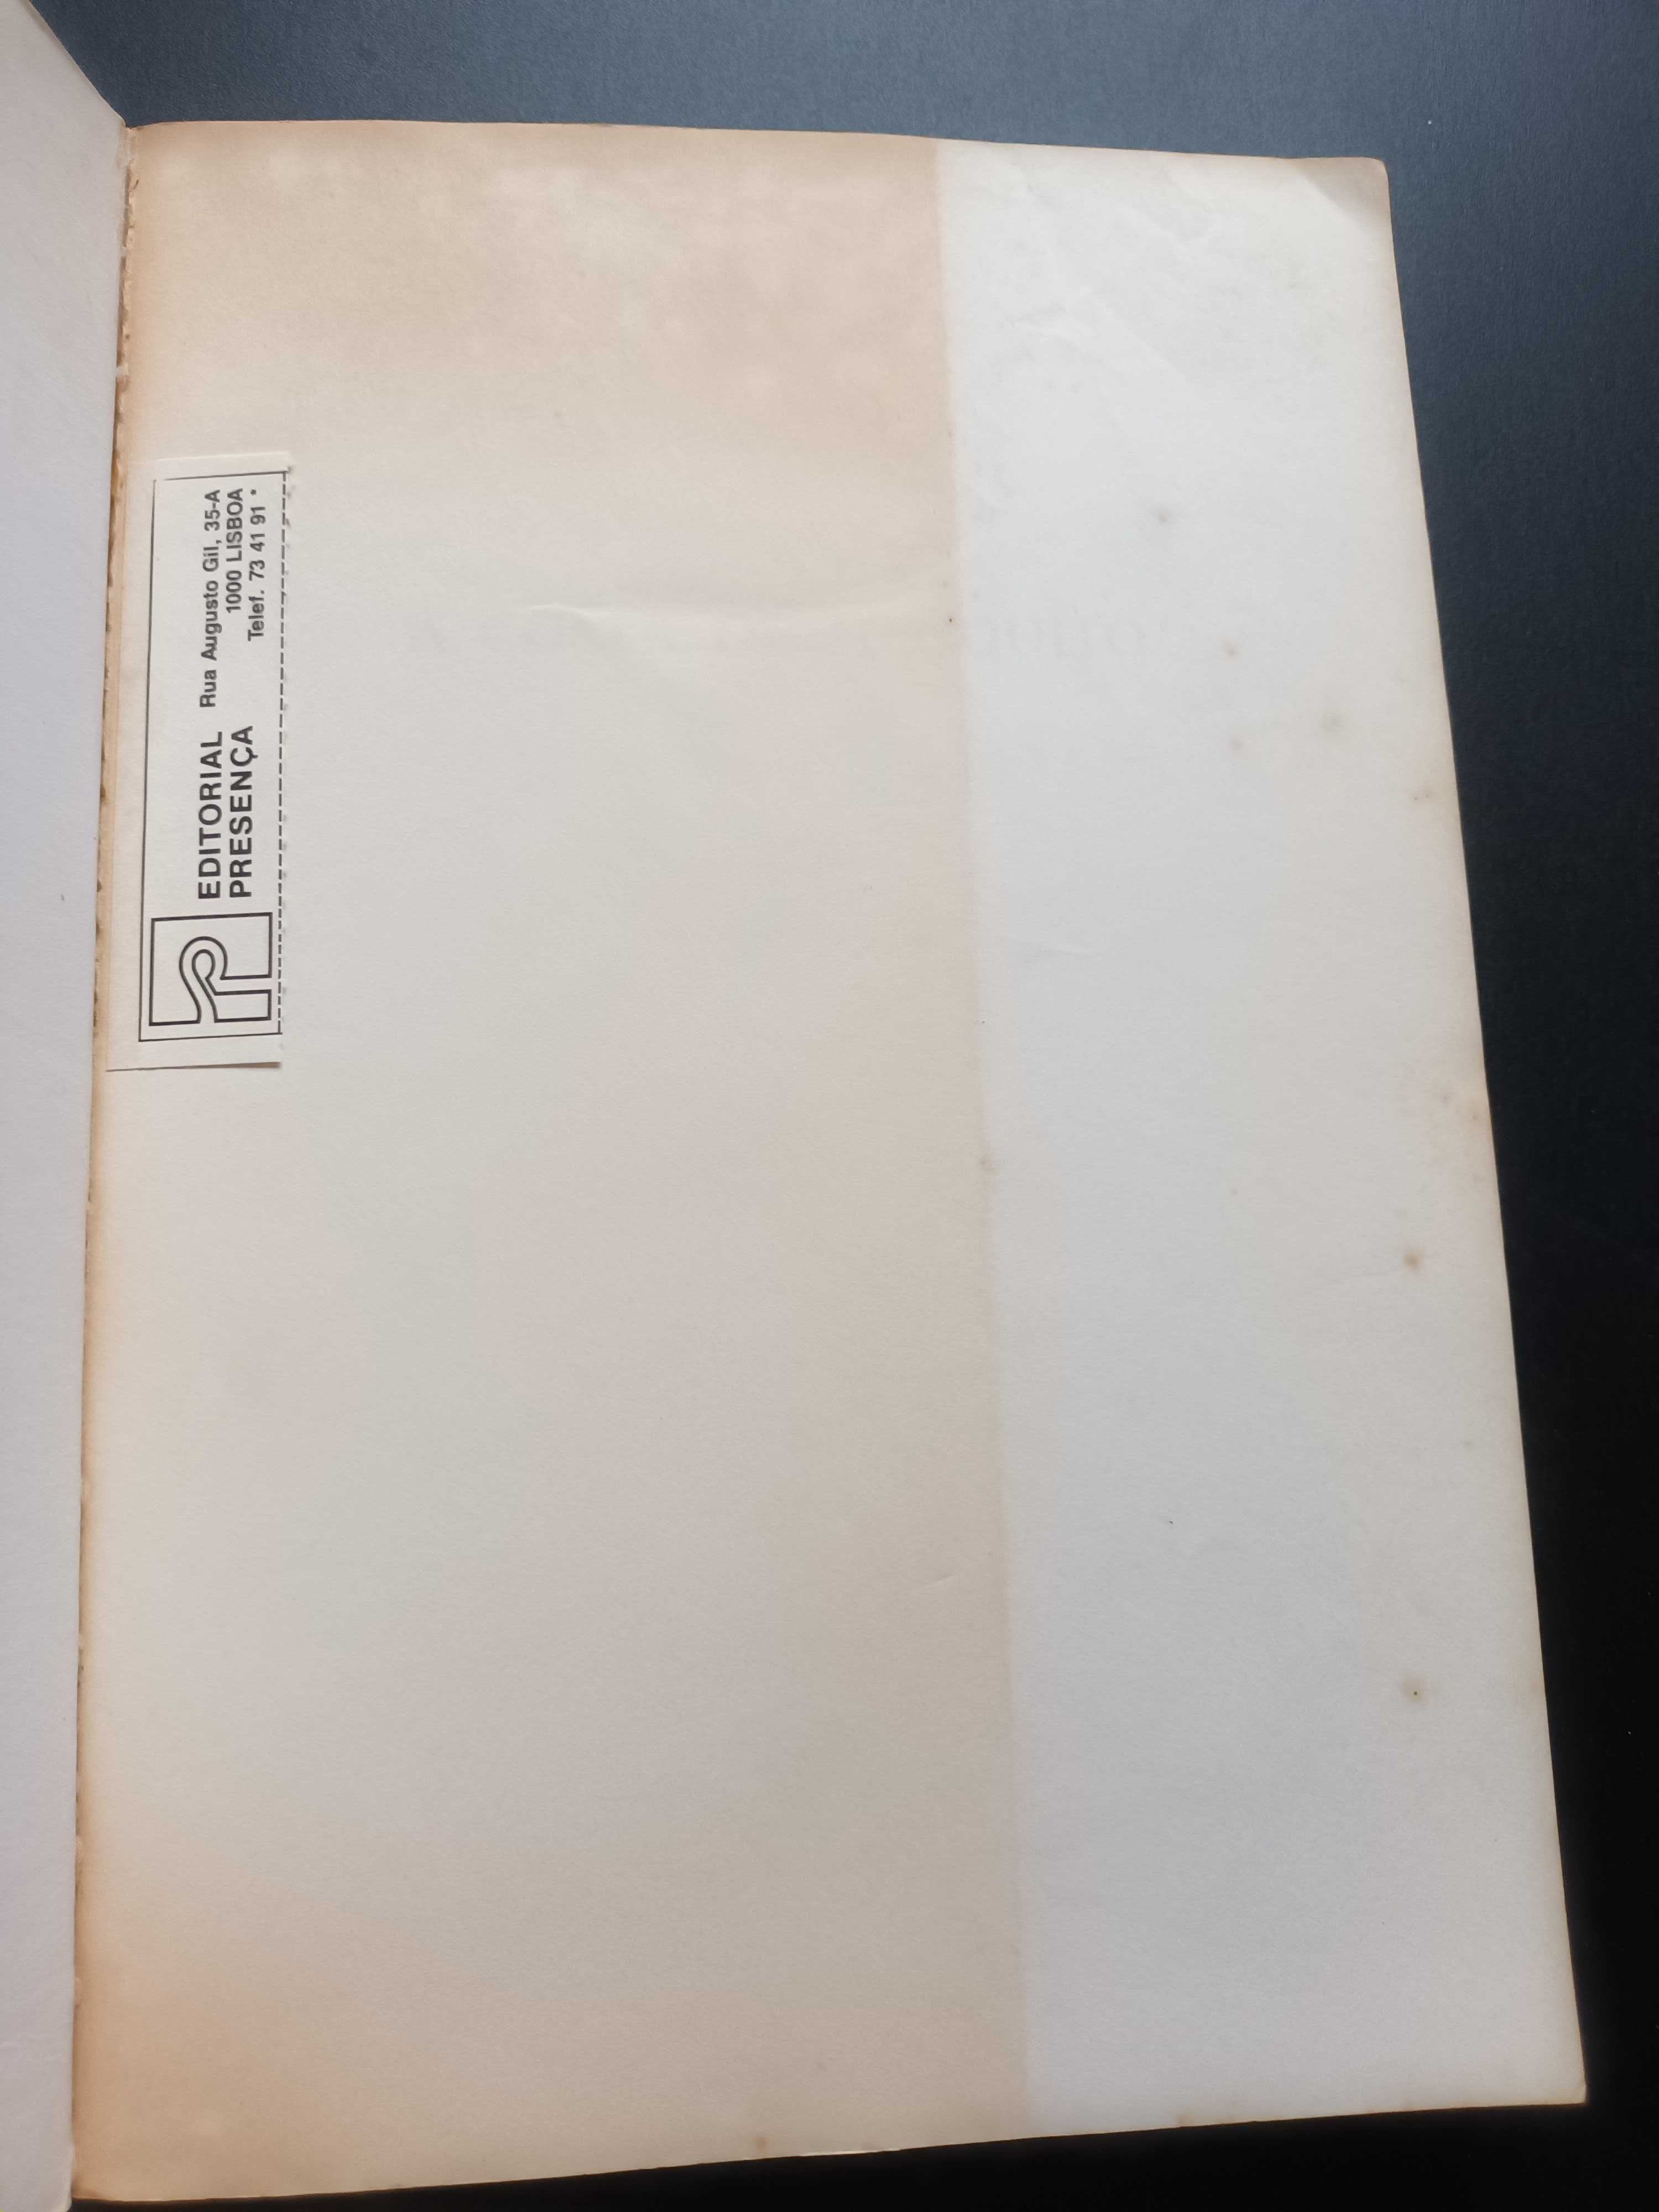 EDITORIAL
PRESENÇA
Rua Augusto Gil, 35-A
1000 LISBOA
Telef. 73 41 91 *